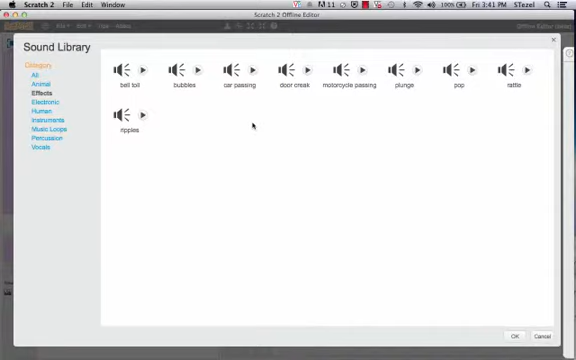 File Edit Window 11 100% Fri 3:41 PM STezel
Scratch 2 Offline Editor
Sound Library
Category
All
Animal
Effects
Electronic
Human
Instruments
Music Loops
Percussion
Vocals
bell toll bubbles car passing door creak motorcycle passing plunge pop rattle
ripples
OK Cancel